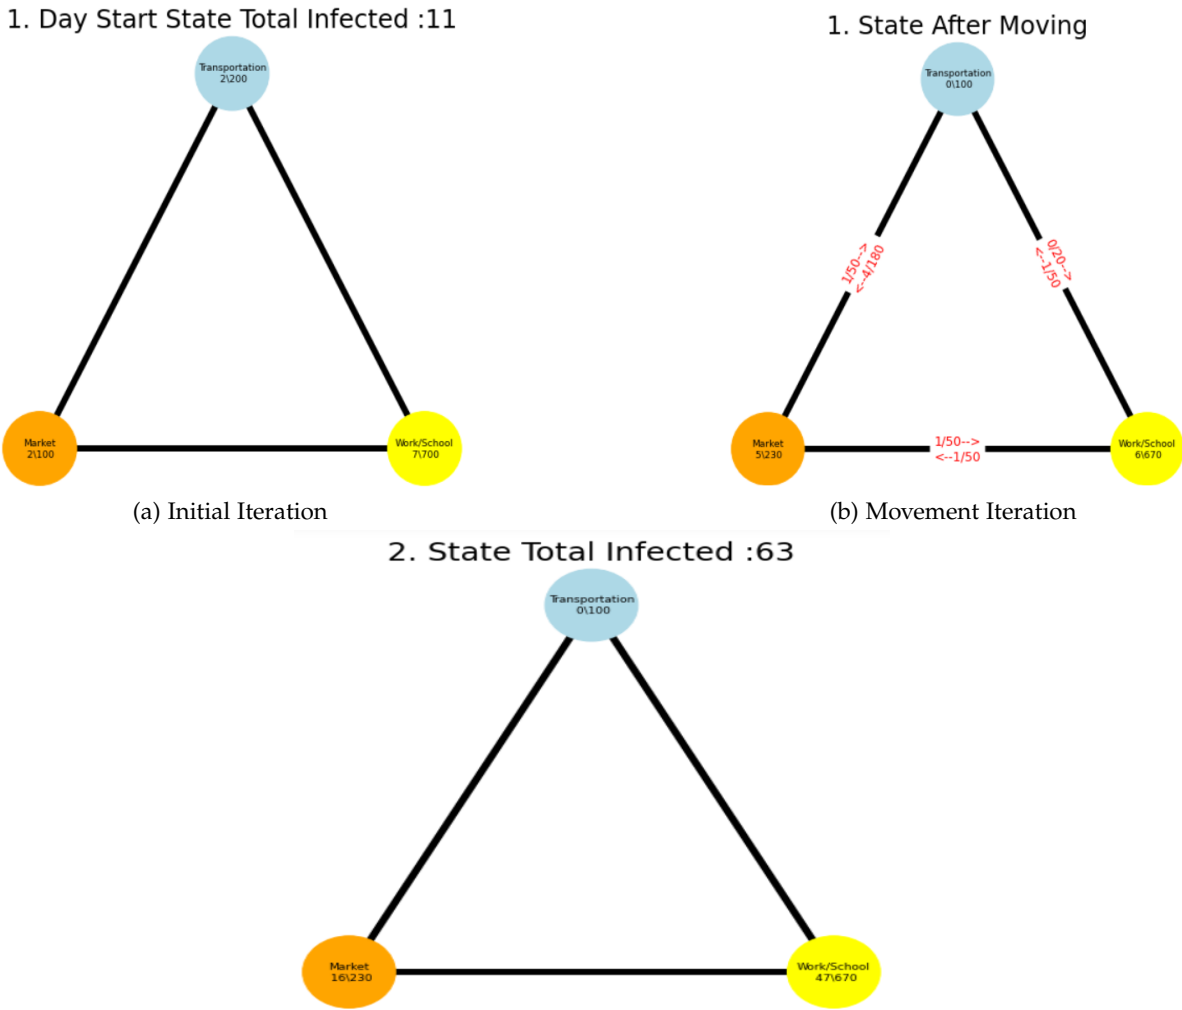 1. Day Start State Total Infected :11
Transportation
2\200
Market
2\100
Work/School
7\700
(a) Initial Iteration
1. State After Moving
Transportation
0\100
1/50-->
<--4/180
0/20-->
<--1/50
Market
5\230
1/50-->
<--1/50
Work/School
6\670
(b) Movement Iteration
2. State Total Infected :63
Transportation
0\100
Market
16\230
Work/School
47\670